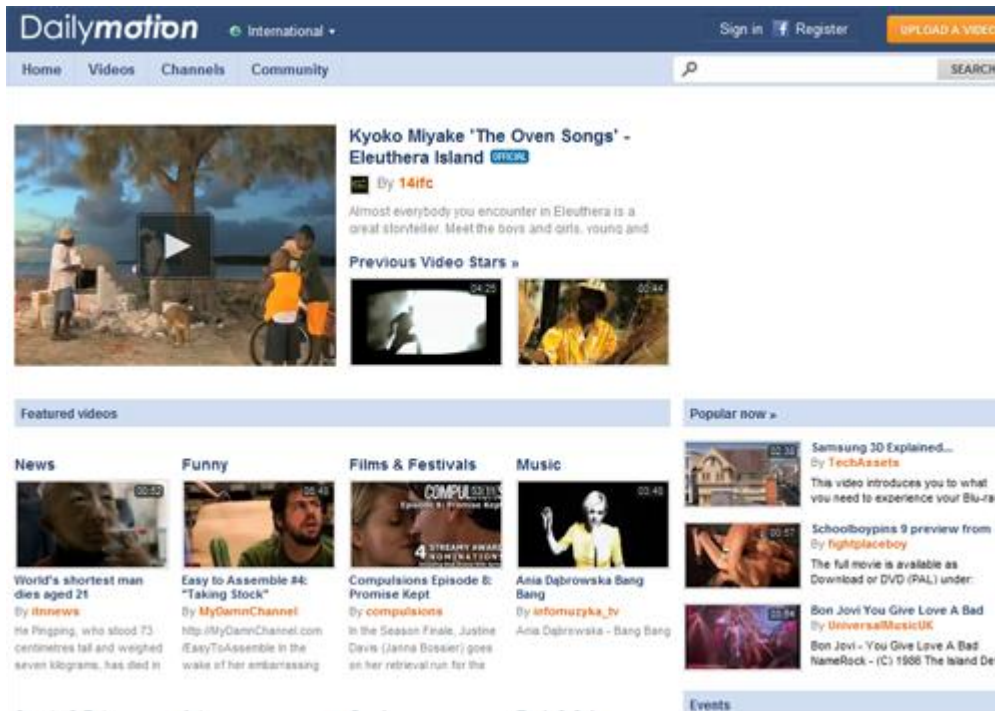 Dailymotion
International
Sign in
Register
UPLOAD A VIDEO
Home
Videos
Channels
Community
SEARCH
Kyoko Miyake 'The Oven Songs' -
Eleuthera Island OFFICIAL
By 14ifc
Almost everybody you encounter in Eleuthera is a
great storyteller. Meet the boys and girls, young and
Previous Video Stars »
04:25
02:44
Featured videos
Popular now »
News
Funny
Films & Festivals
Music
00:52
05:48
COMPULSI 53:11
Episode 8: Promise Kept
4 STREAMY AWARD
NOMINATIONS
03:48
World's shortest man
dies aged 21
By itnnews
He Pingping, who stood 73
centimetres tall and weighed
seven kilograms, has died in
Easy to Assemble #4:
"Taking Stock"
By MyDamnChannel
http://MyDamnChannel.com
/EasyToAssemble In the
wake of her embarrassing
Compulsions Episode 8:
Promise Kept
By compulsions
In the Season Finale, Justine
Davis (Janna Bossier) goes
on her retrieval run for the
Ania Dąbrowska Bang
Bang
By infomuzyka_tv
Ania Dąbrowska - Bang Bang
02:38
Samsung 3D Explained...
By TechAssets
This video introduces you to what
you need to experience your Blu-ra
00:57
Schoolboypins 9 preview from
By fightplaceboy
The full movie is available as
Download or DVD (PAL) under:
Bon Jovi You Give Love A Bad
By UniversalMusicUK
Bon Jovi - You Give Love A Bad
NameRock - (C) 1986 The Island De
Events